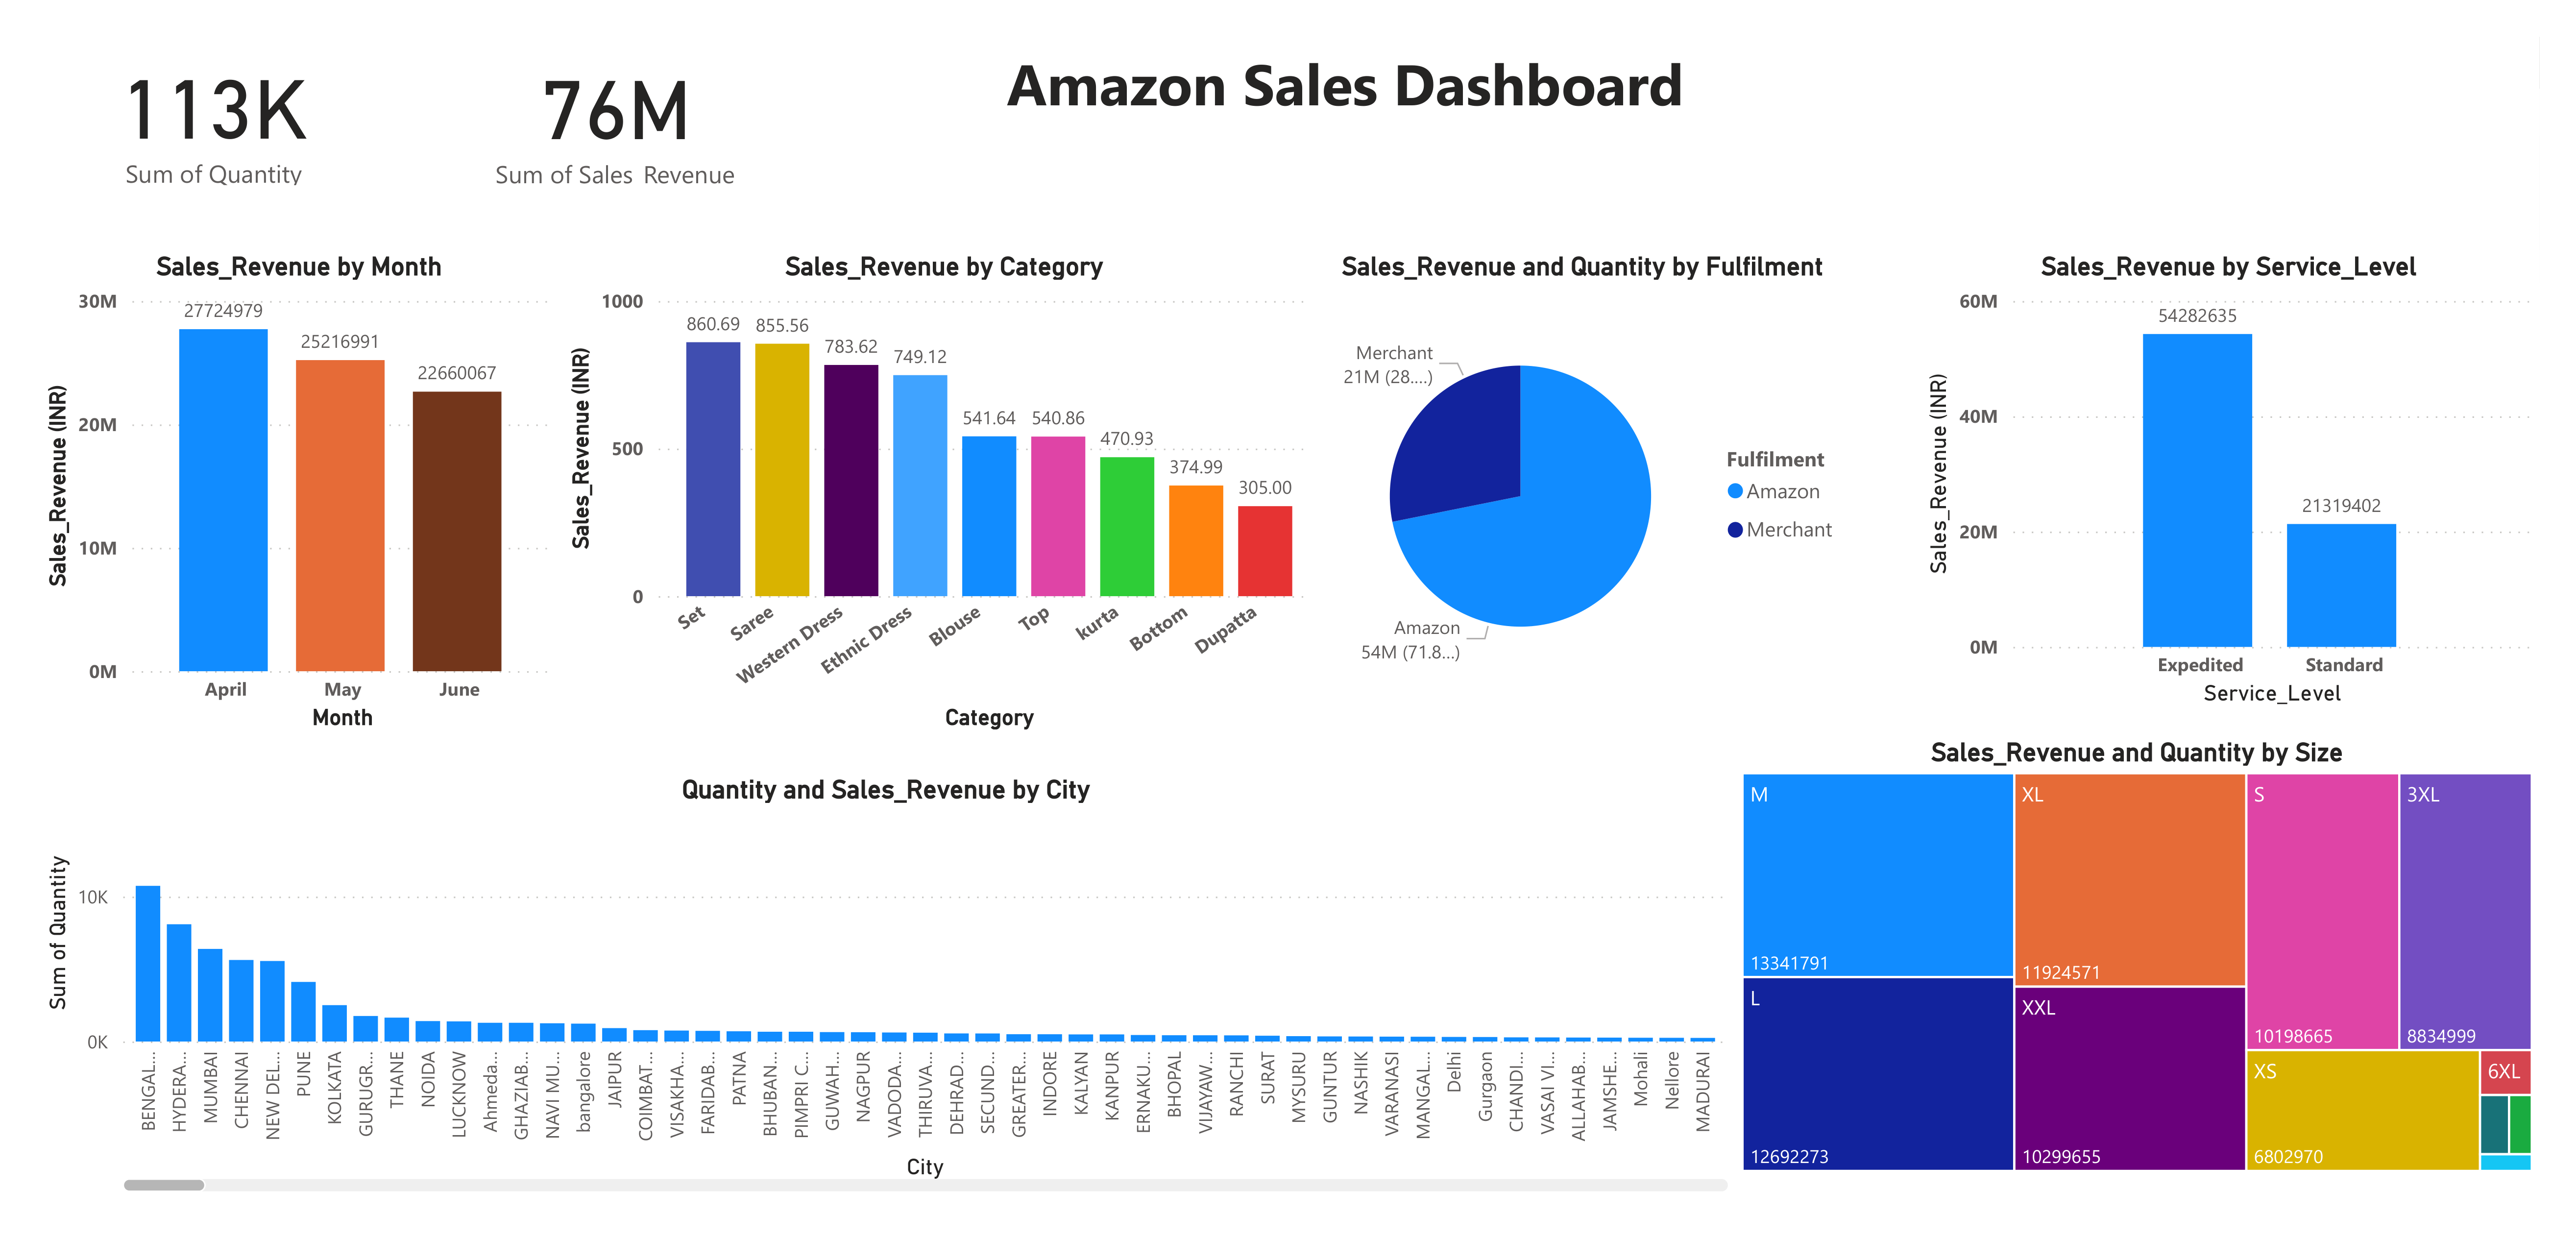 113K
Sum of Quantity
76M
Sum of Sales Revenue
Amazon Sales Dashboard
Sales_Revenue by Month
Sales_Revenue (INR)
30M
20M
10M
0M
27724979
25216991
22660067
April
May
June
Month
Sales_Revenue by Category
Sales_Revenue (INR)
1000
500
0
860.69
855.56
783.62
749.12
541.64
540.86
470.93
374.99
305.00
Set
Saree
Western Dress
Ethnic Dress
Blouse
Top
kurta
Bottom
Dupatta
Category
Sales_Revenue and Quantity by Fulfilment
Merchant
21M (28....)
Amazon
54M (71.8...)
Fulfilment
Amazon
Merchant
Sales_Revenue by Service_Level
Sales_Revenue (INR)
60M
40M
20M
0M
54282635
21319402
Expedited
Standard
Service_Level
Quantity and Sales_Revenue by City
Sum of Quantity
10K
0K
BENGAL...
HYDERA...
MUMBAI
CHENNAI
NEW DEL...
PUNE
KOLKATA
GURUGR...
THANE
NOIDA
LUCKNOW
Ahmeda...
GHAZIAB...
NAVI MU...
bangalore
JAIPUR
COIMBAT...
VISAKHA...
FARIDAB...
PATNA
BHUBAN...
PIMPRI C...
GUWAH...
NAGPUR
VADODA...
THIRUVA...
DEHRAD...
SECUND...
GREATER...
INDORE
KALYAN
KANPUR
ERNAKU...
BHOPAL
VIJAYAW...
RANCHI
SURAT
MYSURU
GUNTUR
NASHIK
VARANASI
MANGAL...
Delhi
Gurgaon
CHANDI...
VASAI VI...
ALLAHAB...
JAMSHE...
Mohali
Nellore
MADURAI
City
Sales_Revenue and Quantity by Size
M
13341791
L
12692273
XL
11924571
XXL
10299655
S
10198665
3XL
8834999
XS
6802970
6XL